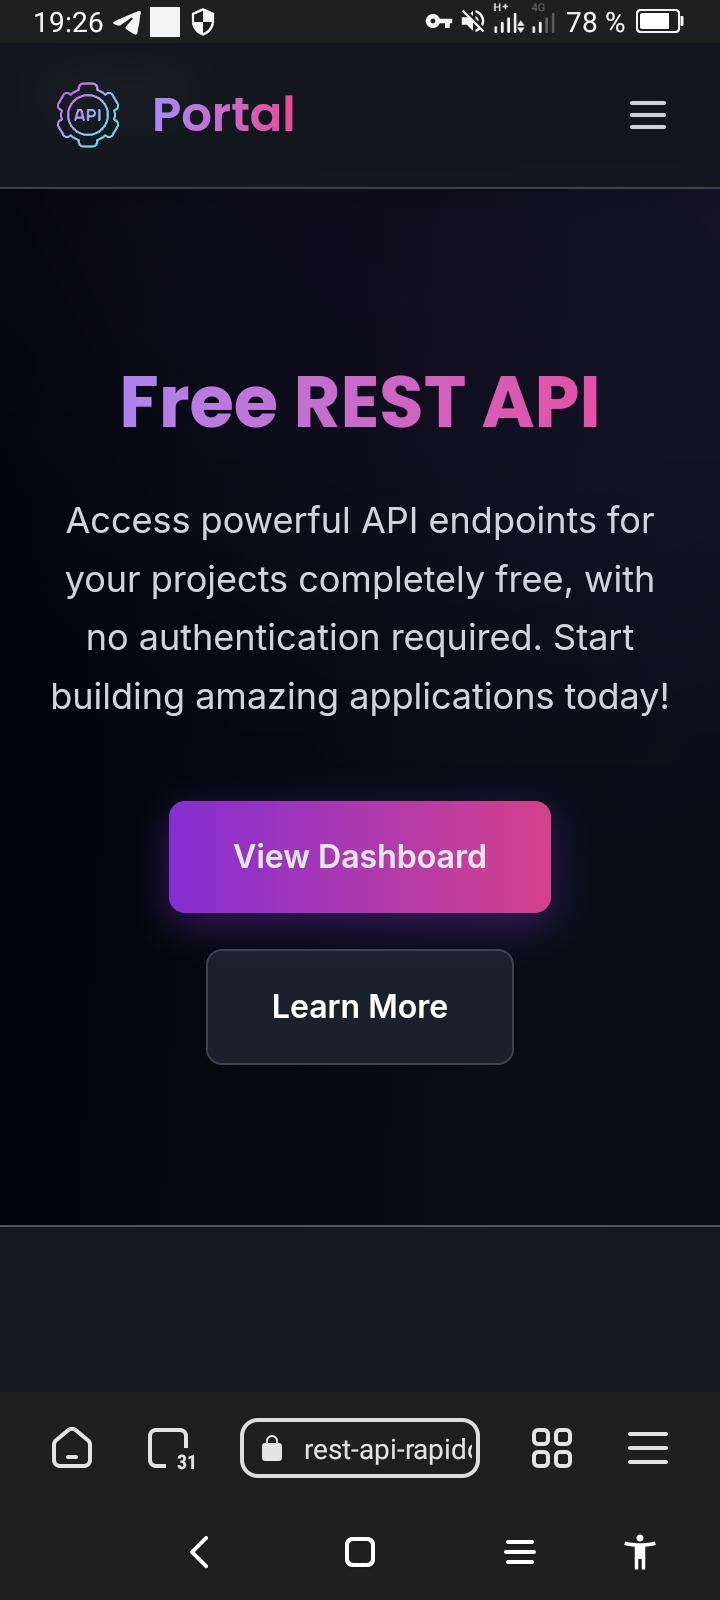 19:26
H+
4G
78 %
API
Portal
Free REST API
Access powerful API endpoints for
your projects completely free, with
no authentication required. Start
building amazing applications today!
View Dashboard
Learn More
31
rest-api-rapid